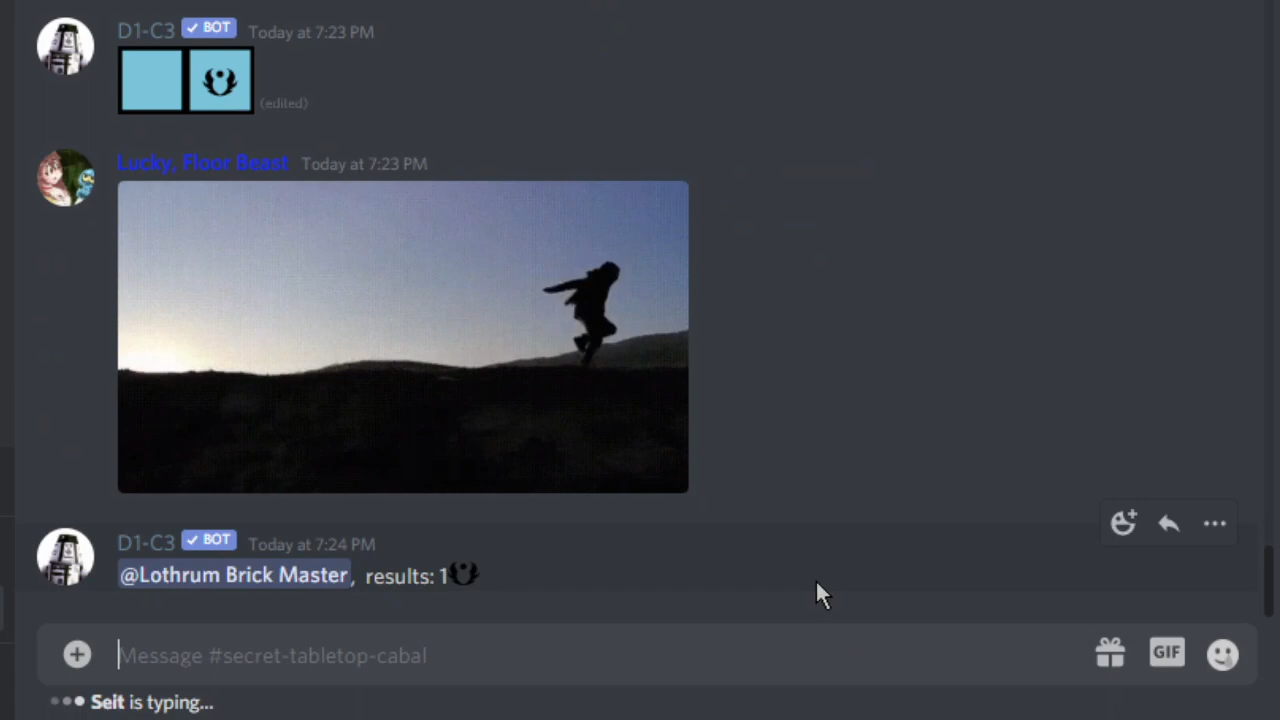 D1-C3 ✓ BOT Today at 7:23 PM
(edited)
Lucky, Floor Beast Today at 7:23 PM
D1-C3 ✓ BOT Today at 7:24 PM
@Lothrum Brick Master, results: 1
Message #secret-tabletop-cabal
GIF
Seit is typing...